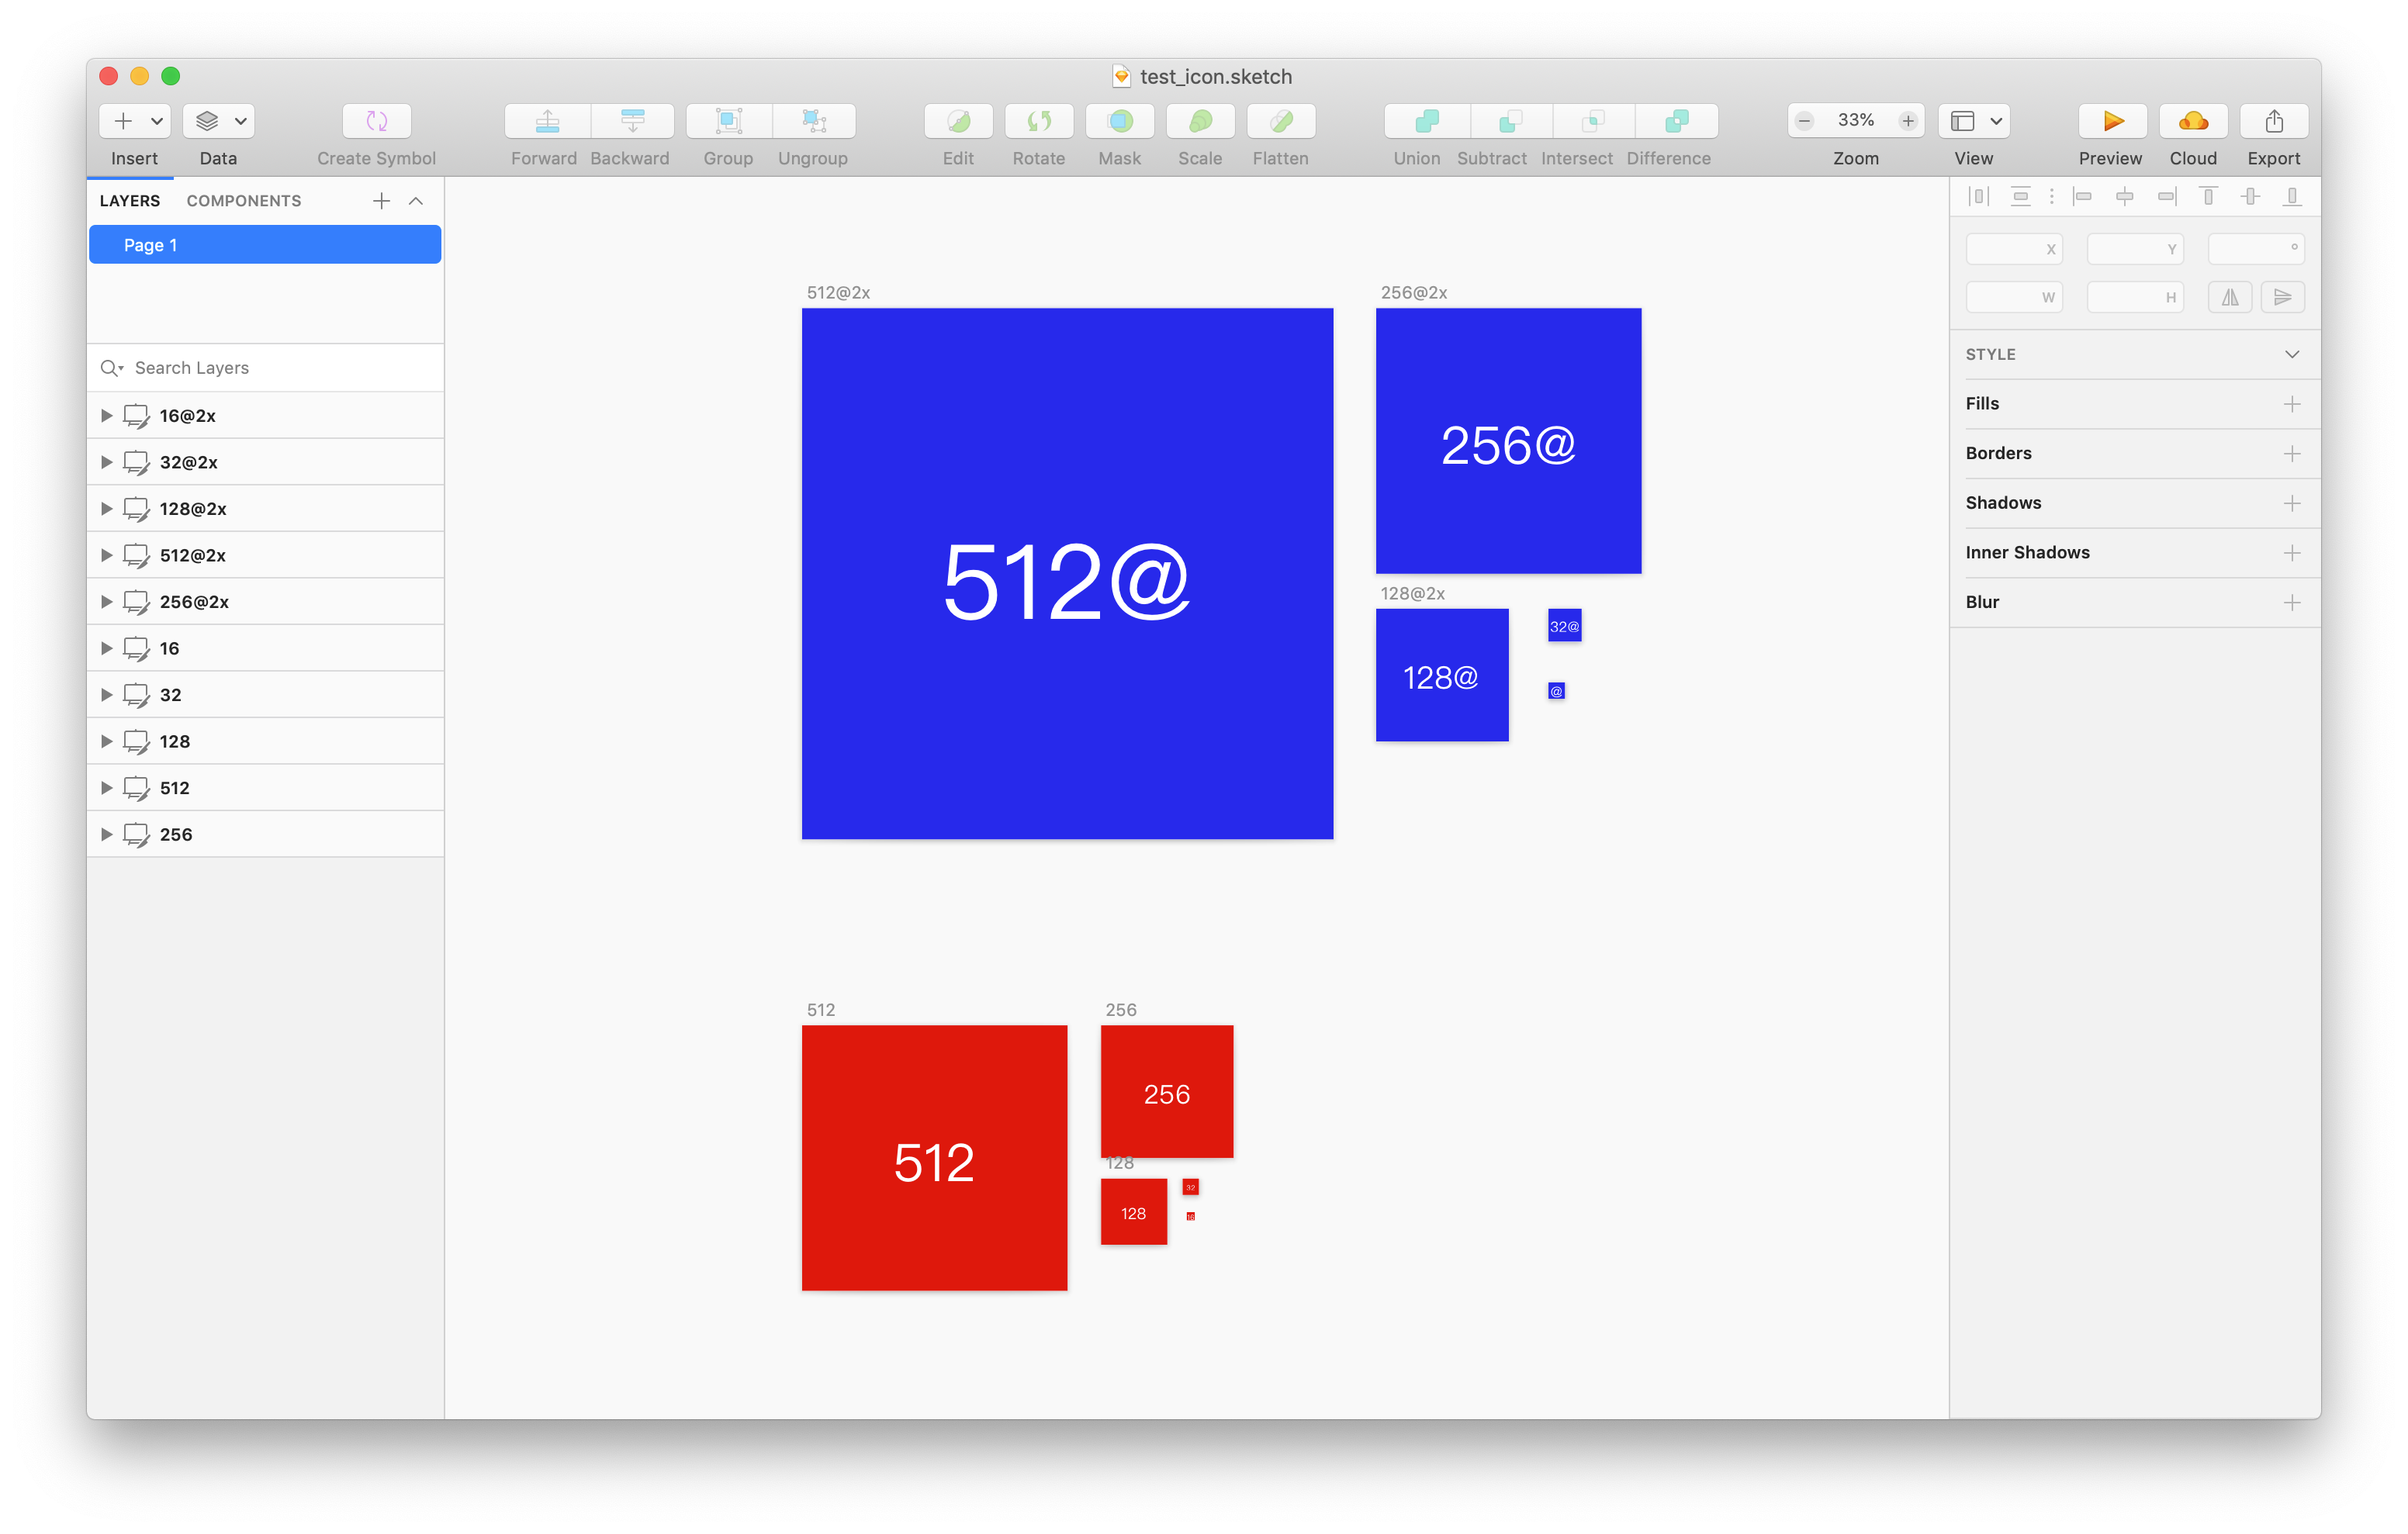 test_icon.sketch
33%
Insert Data Create Symbol Forward Backward Group Ungroup Edit Rotate Mask Scale Flatten Union Subtract Intersect Difference Zoom View Preview Cloud Export
LAYERS COMPONENTS
Page 1
Search Layers
16@2x
32@2x
128@2x
512@2x
256@2x
16
32
128
512
256
512@2x
512@
256@2x
256@
128@2x
128@
32@
@
512
512
256
256
128
128
32
X Y °
W H
STYLE
Fills
Borders
Shadows
Inner Shadows
Blur